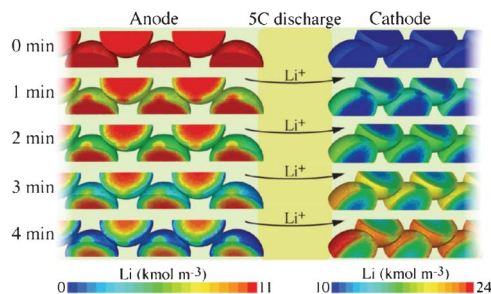 Anode 5C discharge Cathode
0 min
1 min Li⁺
2 min Li⁺
3 min Li⁺
4 min Li⁺
Li (kmol m⁻³) Li (kmol m⁻³)
0 11 10 24